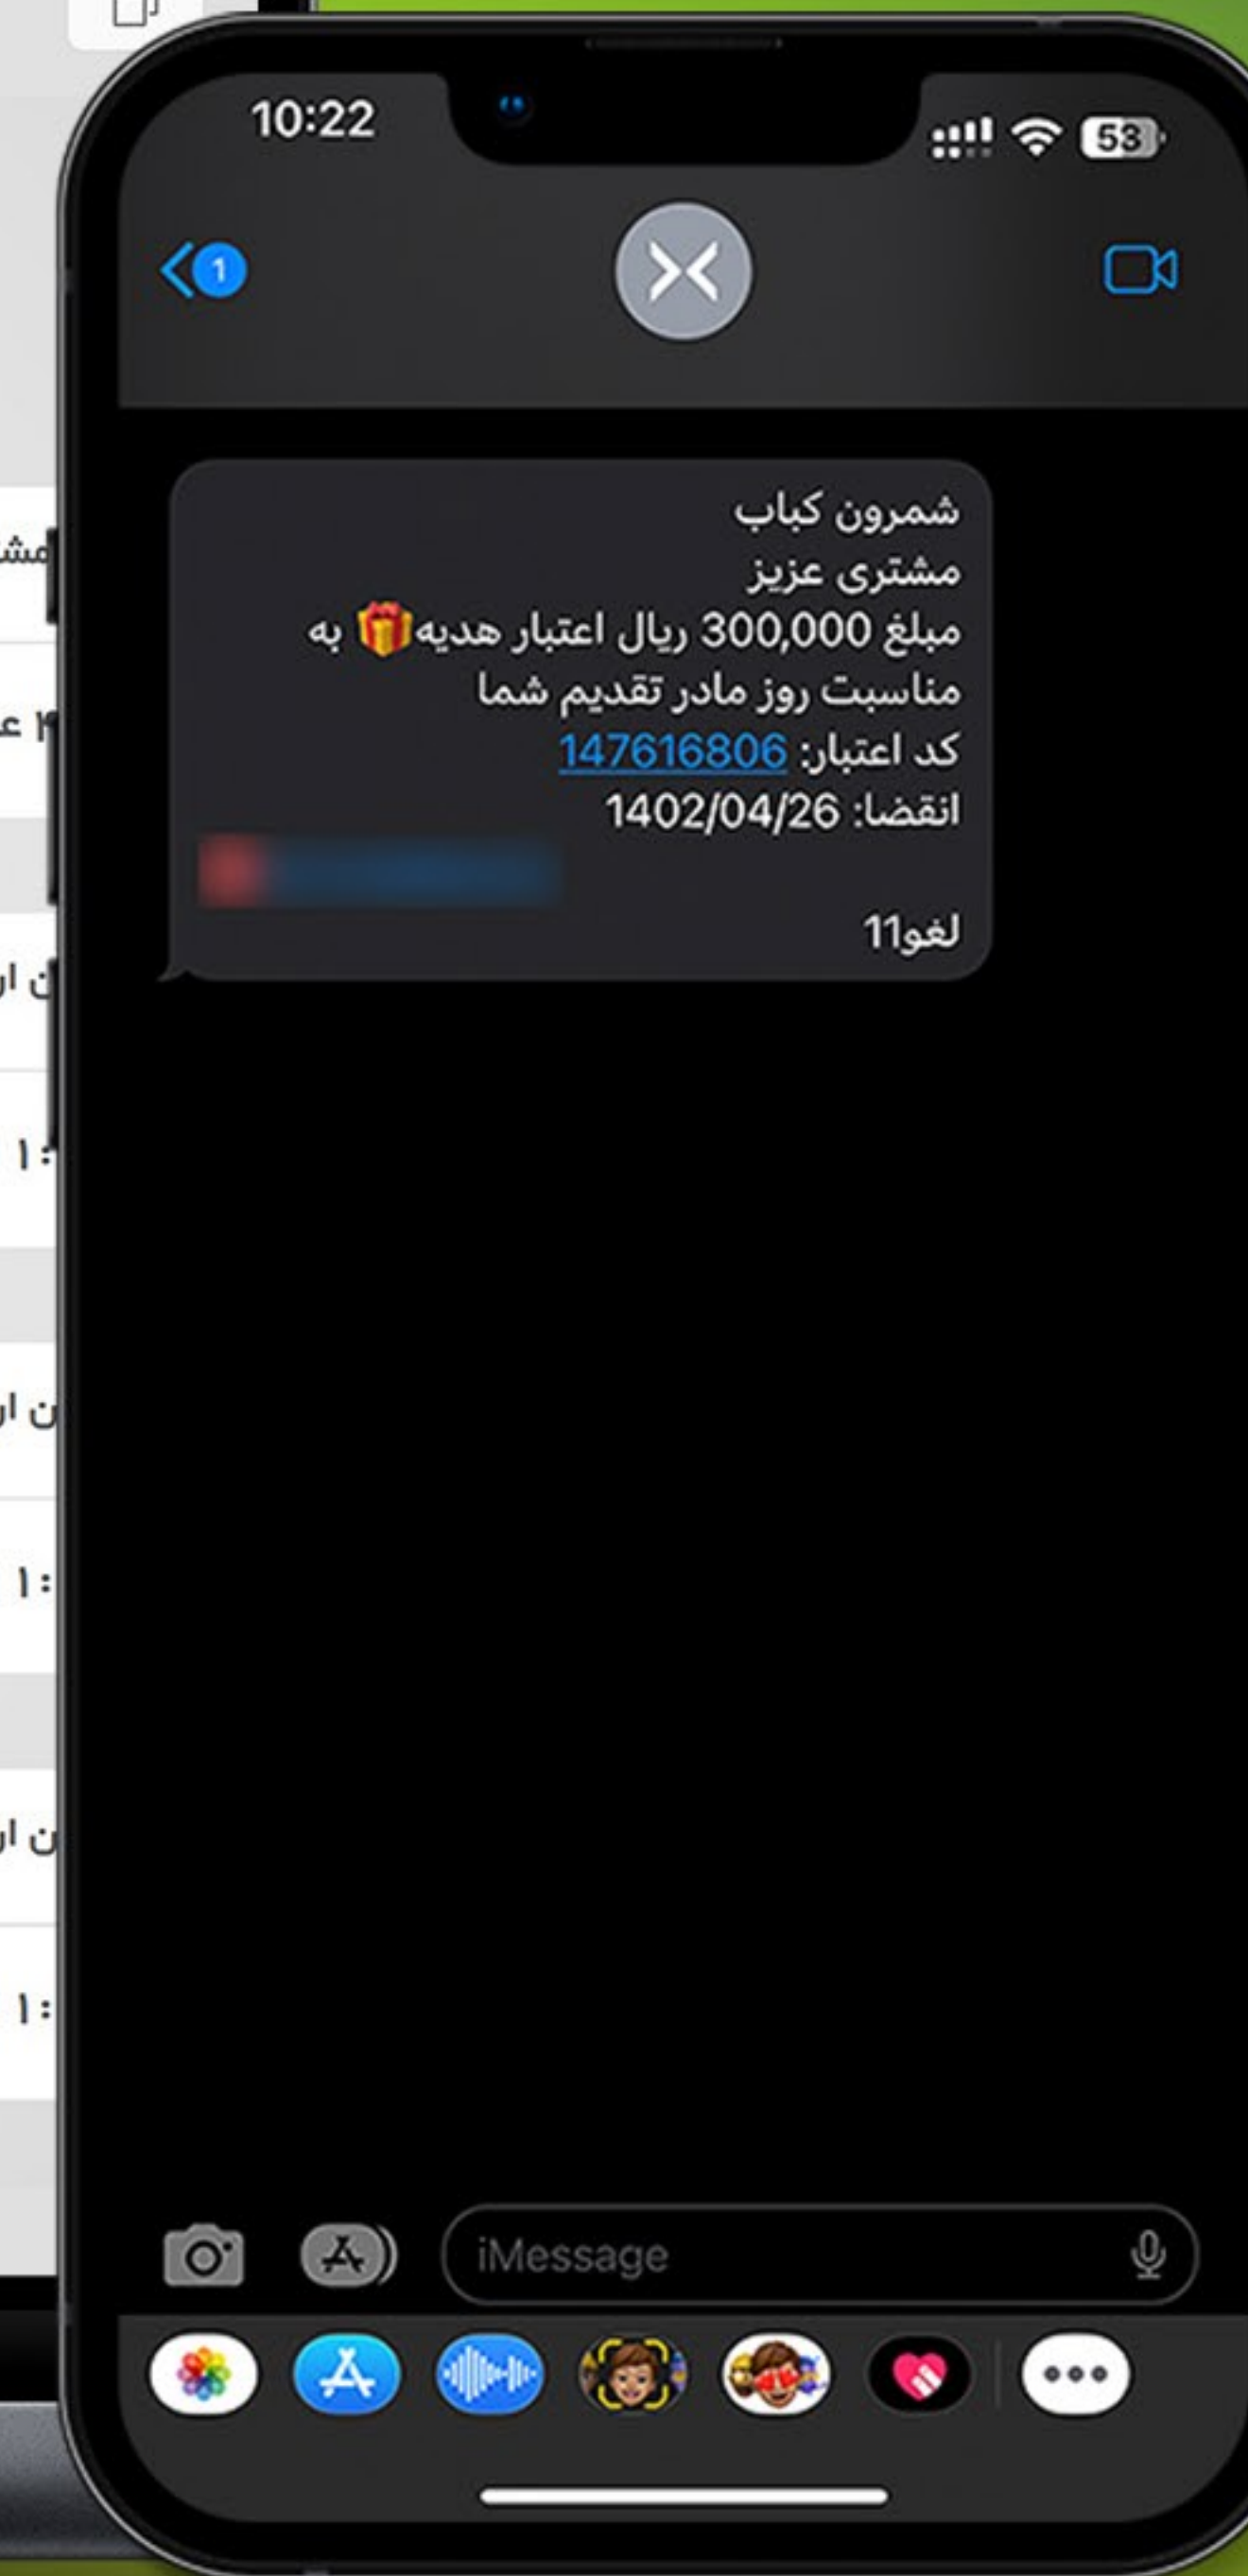 10:22
53
1
شمرون کباب
مشتری عزیز
مبلغ 300,000 ریال اعتبار هدیه🎁 به
مناسبت روز مادر تقدیم شما
کد اعتبار: 147616806
انقضا: 1402/04/26
لغو11
iMessage